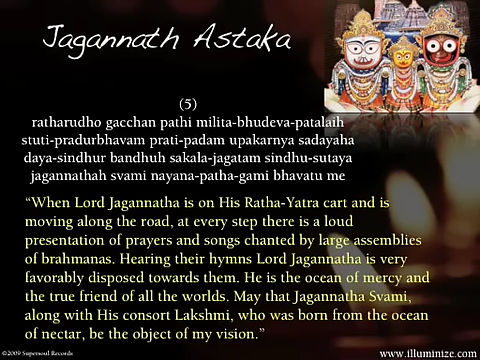 Jagannath Astaka
(5)
ratharudho gacchan pathi milita-bhudeva-patalaih
stuti-pradurbhavam prati-padam upakarnya sadayaha
daya-sindhur bandhuh sakala-jagatam sindhu-sutaya
jagannathah svami nayana-patha-gami bhavatu me
“When Lord Jagannatha is on His Ratha-Yatra cart and is
moving along the road, at every step there is a loud
presentation of prayers and songs chanted by large assemblies
of brahmanas. Hearing their hymns Lord Jagannatha is very
favorably disposed towards them. He is the ocean of mercy and
the true friend of all the worlds. May that Jagannatha Svami,
along with His consort Lakshmi, who was born from the ocean
of nectar, be the object of my vision.”
©2009 Supersoul Records
www.illuminize.com